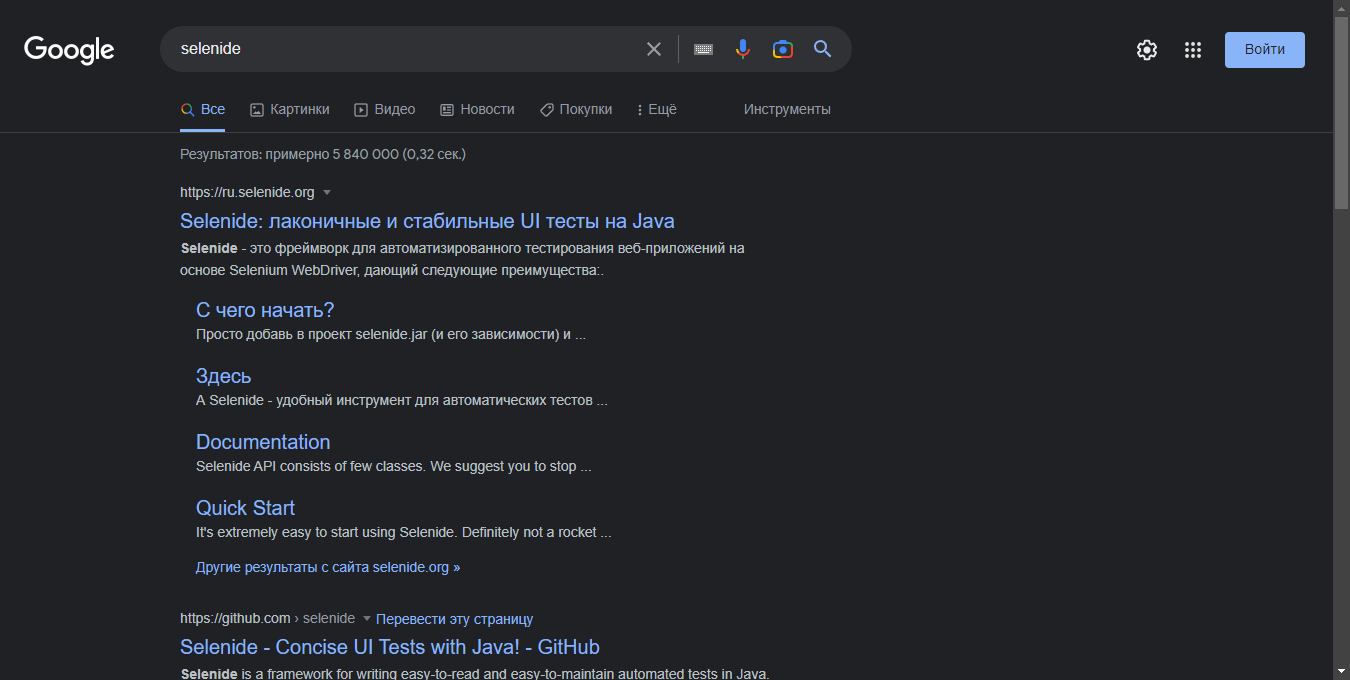 Google
selenide
Войти
Все
Картинки
Видео
Новости
Покупки
Ещё
Инструменты
Результатов: примерно 5 840 000 (0,32 сек.)
https://ru.selenide.org
Selenide: лаконичные и стабильные UI тесты на Java
Selenide - это фреймворк для автоматизированного тестирования веб-приложений на
основе Selenium WebDriver, дающий следующие преимущества:.
С чего начать?
Просто добавь в проект selenide.jar (и его зависимости) и ...
Здесь
A Selenide - удобный инструмент для автоматических тестов ...
Documentation
Selenide API consists of few classes. We suggest you to stop ...
Quick Start
It's extremely easy to start using Selenide. Definitely not a rocket ...
Другие результаты с сайта selenide.org »
https://github.com › selenide Перевести эту страницу
Selenide - Concise UI Tests with Java! - GitHub
Selenide is a framework for writing easy-to-read and easy-to-maintain automated tests in Java.